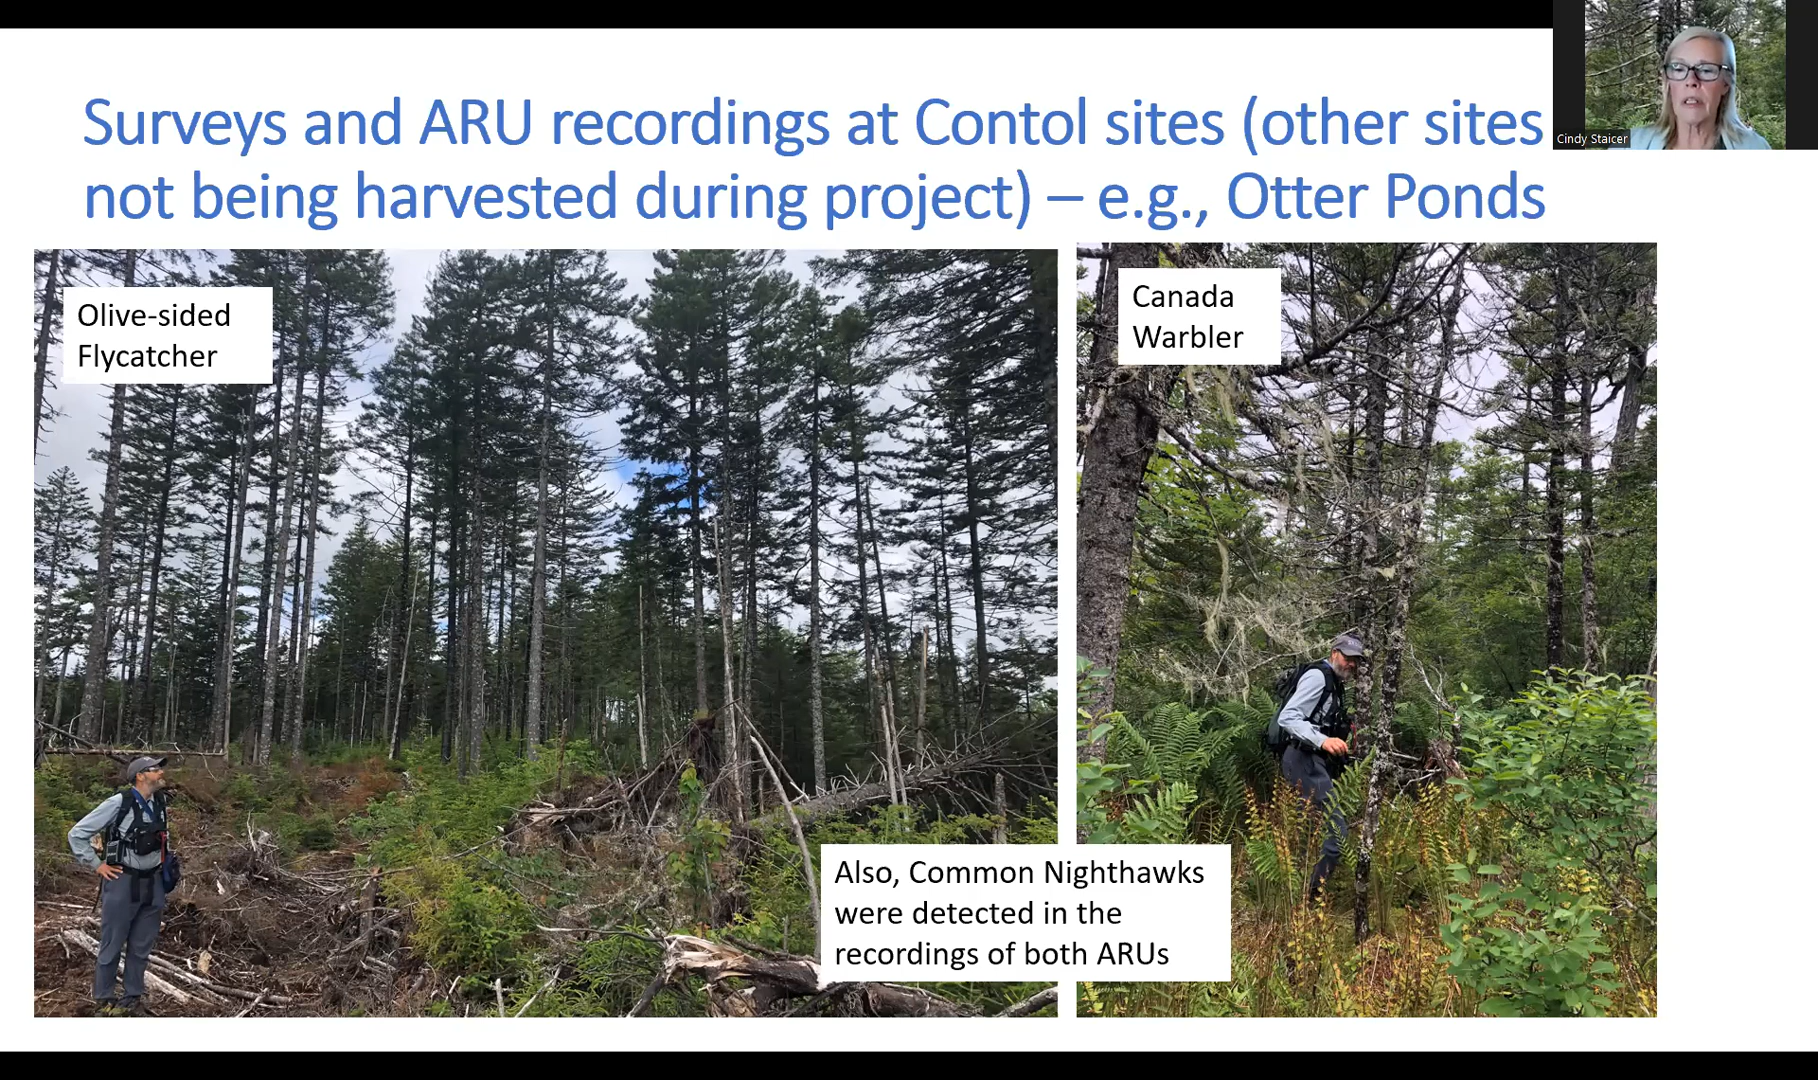 Surveys and ARU recordings at Contol sites (other sites
not being harvested during project) – e.g., Otter Ponds
Cindy Staicer
Olive-sided
Flycatcher
Canada
Warbler
Also, Common Nighthawks
were detected in the
recordings of both ARUs